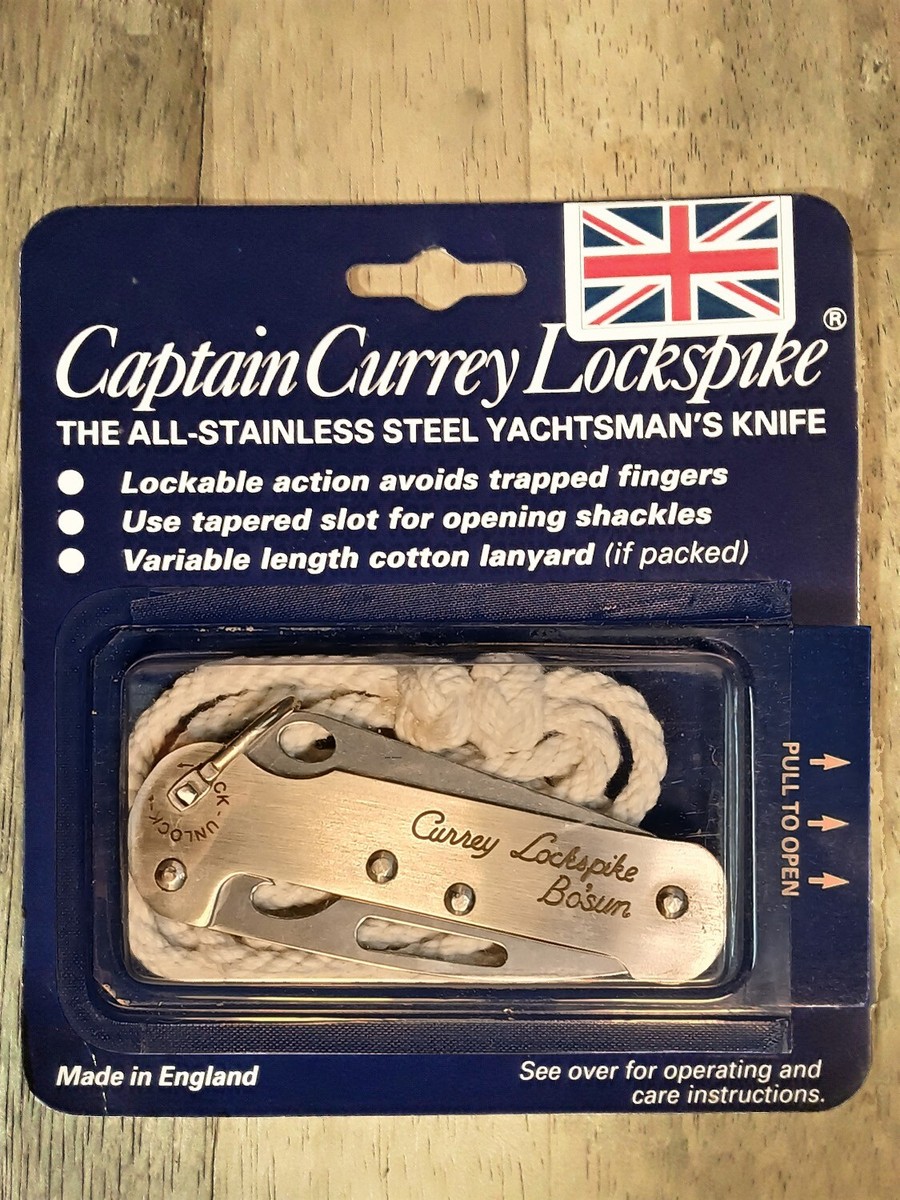 Captain Currey Lockspike®
THE ALL-STAINLESS STEEL YACHTSMAN'S KNIFE
● Lockable action avoids trapped fingers
● Use tapered slot for opening shackles
● Variable length cotton lanyard (if packed)
CK-UNLOCK
Currey Lockspike
Bo'sun
PULL TO OPEN
Made in England
See over for operating and
care instructions.